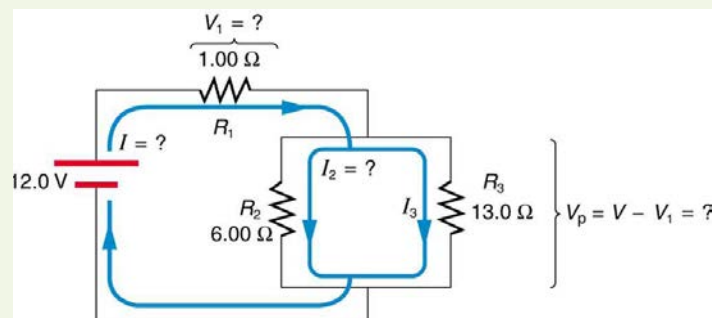 V₁ = ?
1.00 Ω
R₁
I = ?
12.0 V
I₂ = ?
R₂
6.00 Ω
I₃
R₃
13.0 Ω
Vₚ = V − V₁ = ?